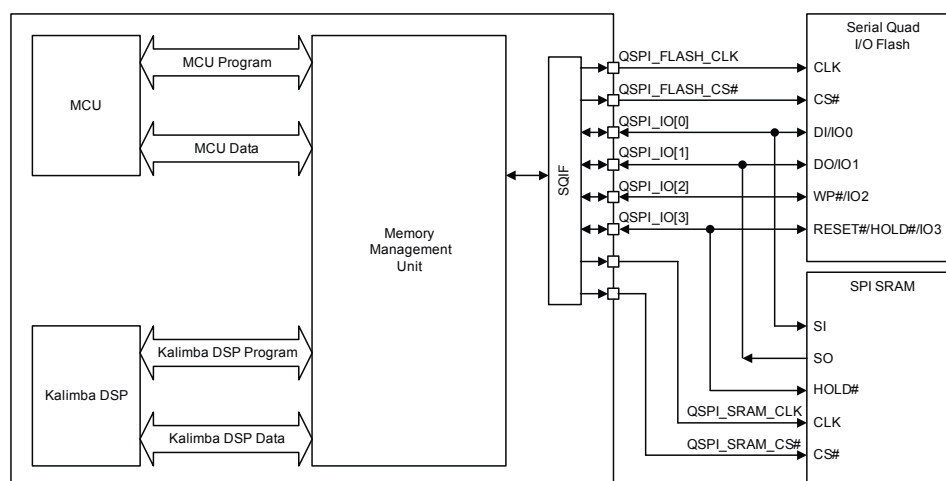 MCU
MCU Program
MCU Data
Kalimba DSP
Kalimba DSP Program
Kalimba DSP Data
Memory
Management
Unit
SQIF
QSPI_FLASH_CLK
QSPI_FLASH_CS#
QSPI_IO[0]
QSPI_IO[1]
QSPI_IO[2]
QSPI_IO[3]
QSPI_SRAM_CLK
QSPI_SRAM_CS#
Serial Quad
I/O Flash
CLK
CS#
DI/IO0
DO/IO1
WP#/IO2
RESET#/HOLD#/IO3
SPI SRAM
SI
SO
HOLD#
CLK
CS#